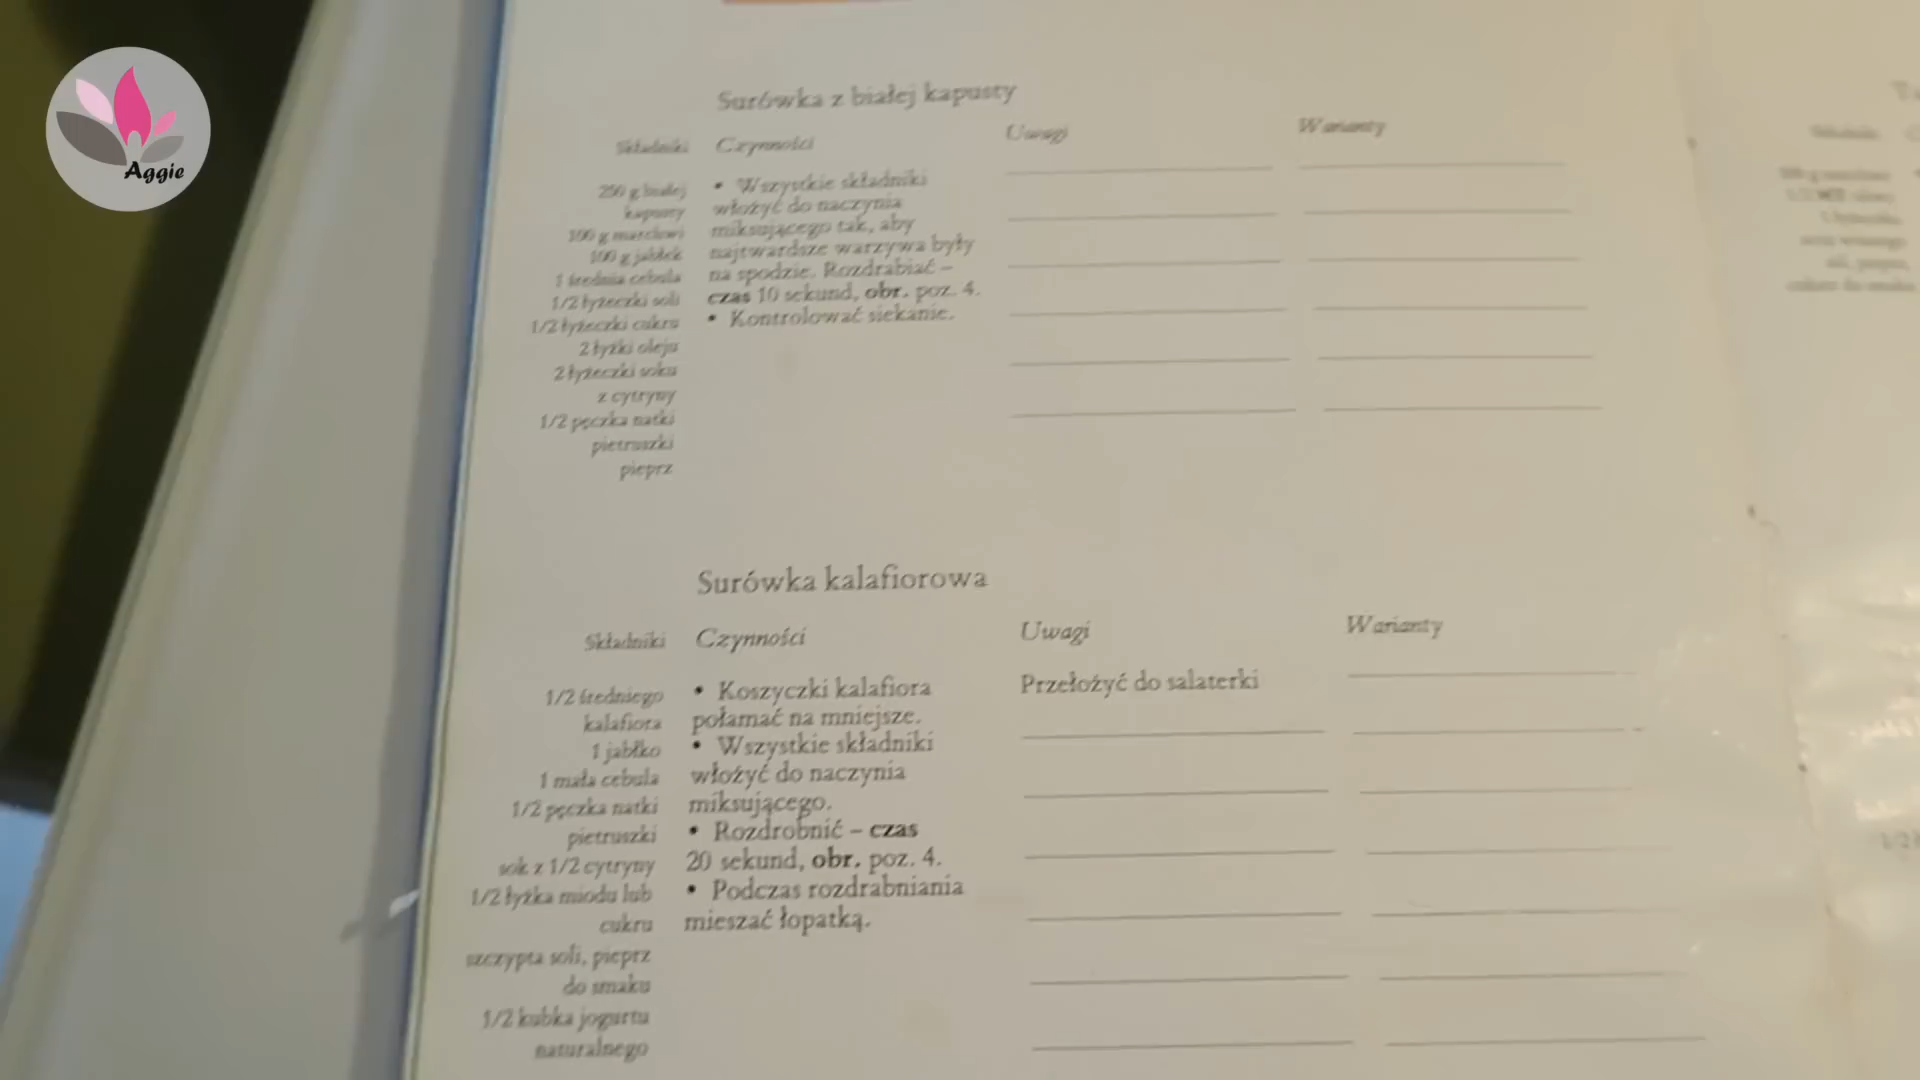 Aggie
Surówka z białej kapusty
Składniki
Czynności
Uwagi
Warianty
250 g białej
kapusty
100 g marchwi
100 g jabłek
1 średnia cebula
1/2 łyżeczki soli
1/2 łyżeczki cukru
2 łyżki oleju
2 łyżeczki soku
z cytryny
1/2 pęczka natki
pietruszki
pieprz
• Wszystkie składniki
włożyć do naczynia
miksującego tak, aby
najtwardsze warzywa były
na spodzie. Rozdrabiać –
czas 10 sekund, obr. poz. 4.
• Kontrolować siekanie.
Surówka kalafiorowa
Składniki
Czynności
Uwagi
Warianty
1/2 średniego
kalafiora
1 jabłko
1 mała cebula
1/2 pęczka natki
pietruszki
sok z 1/2 cytryny
1/2 łyżka miodu lub
cukru
szczypta soli, pieprz
do smaku
1/2 kubka jogurtu
naturalnego
• Koszyczki kalafiora
połamać na mniejsze.
• Wszystkie składniki
włożyć do naczynia
miksującego.
• Rozdrobnić – czas
20 sekund, obr. poz. 4.
• Podczas rozdrabniania
mieszać łopatką.
Przełożyć do salaterki